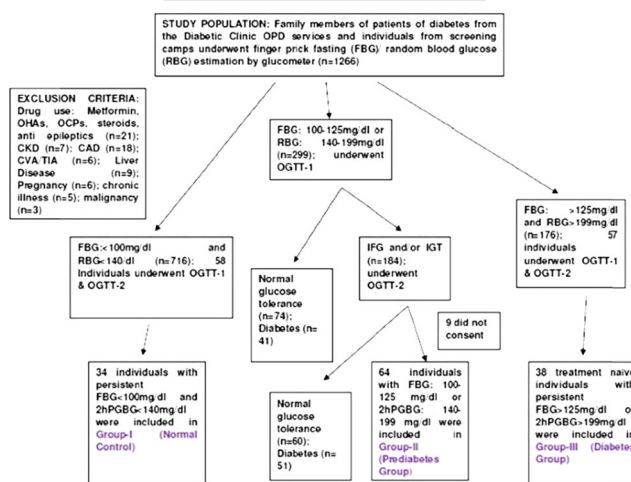 STUDY POPULATION: Family members of patients of diabetes from
the Diabetic Clinic OPD services and individuals from screening
camps underwent finger prick fasting (FBG)/ random blood glucose
(RBG) estimation by glucometer (n=1266)
EXCLUSION CRITERIA:
Drug use: Metformin,
OHAs, OCPs, steroids,
anti epileptics (n=21);
CKD (n=7); CAD (n=18);
CVA/TIA (n=6); Liver
Disease (n=9);
Pregnancy (n=6); chronic
illness (n=5); malignancy
(n=3)
FBG: 100-125mg/dl or
RBG: 140-199mg/dl
(n=299); underwent
OGTT-1
FBG: >125mg/dl
and RBG>199mg/dl
(n=176); 57
individuals
underwent OGTT-1
& OGTT-2
FBG:<100mg/dl and
RBG<140/dl (n=716); 58
Individuals underwent OGTT-1
& OGTT-2
Normal
glucose
tolerance
(n=74);
Diabetes (n=
41)
IFG and/or IGT
(n=184);
underwent
OGTT-2
9 did not
consent
34 individuals with
persistent
FBG<100mg/dl and
2hPGBG<140mg/dl
were included in
Group-I (Normal
Control)
Normal
glucose
tolerance
(n=60);
Diabetes (n=
51)
64 individuals
with FBG: 100-
125 mg/dl or
2hPGBG: 140-
199 mg/dl were
included in
Group-II
(Prediabetes
Group)
38 treatment naive
individuals with
persistent
FBG>125mg/dl or
2hPGBG>199mg/dl
were included in
Group-III (Diabetes
Group)